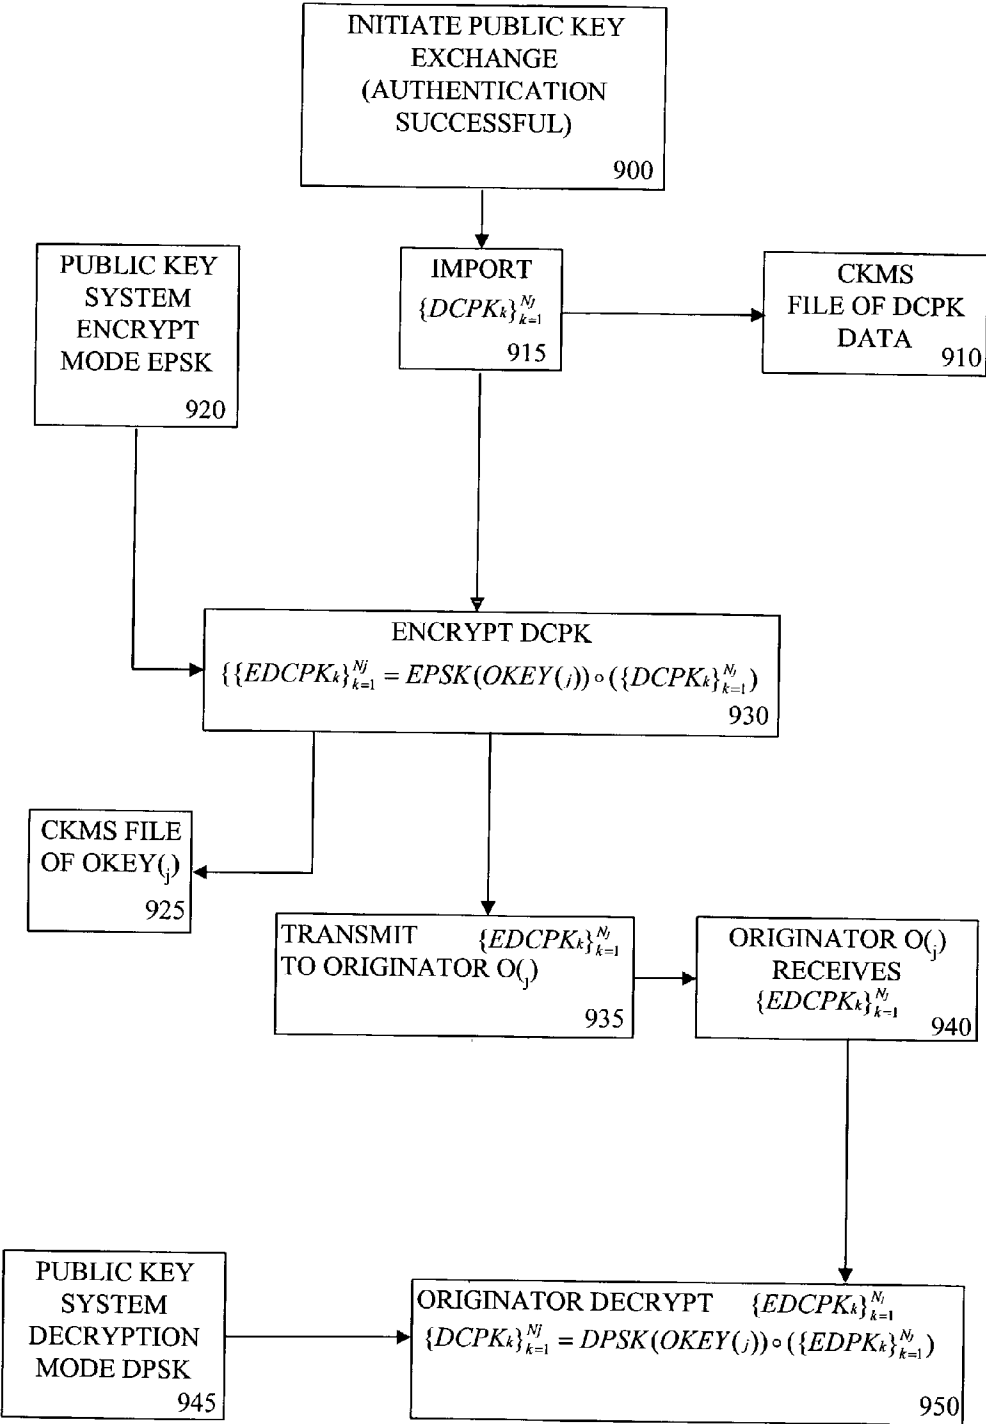 INITIATE PUBLIC KEY
EXCHANGE
(AUTHENTICATION
SUCCESSFUL)
900
PUBLIC KEY
SYSTEM
ENCRYPT
MODE EPSK
920
IMPORT
{DCPKₖ}ₖ₌₁^{Nj}
915
CKMS
FILE OF DCPK
DATA
910
ENCRYPT DCPK
{{EDCPKₖ}ₖ₌₁^{Nj} = EPSK(OKEY(ⱼ))∘({DCPKₖ}ₖ₌₁^{Nj})
930
CKMS FILE
OF OKEY(ⱼ)
925
TRANSMIT {EDCPKₖ}ₖ₌₁^{Nj}
TO ORIGINATOR O(ⱼ)
935
ORIGINATOR O(ⱼ)
RECEIVES
{EDCPKₖ}ₖ₌₁^{Nj}
940
PUBLIC KEY
SYSTEM
DECRYPTION
MODE DPSK
945
ORIGINATOR DECRYPT {EDCPKₖ}ₖ₌₁^{Nj}
{DCPKₖ}ₖ₌₁^{Nj} = DPSK(OKEY(ⱼ))∘({EDPKₖ}ₖ₌₁^{Nj})
950